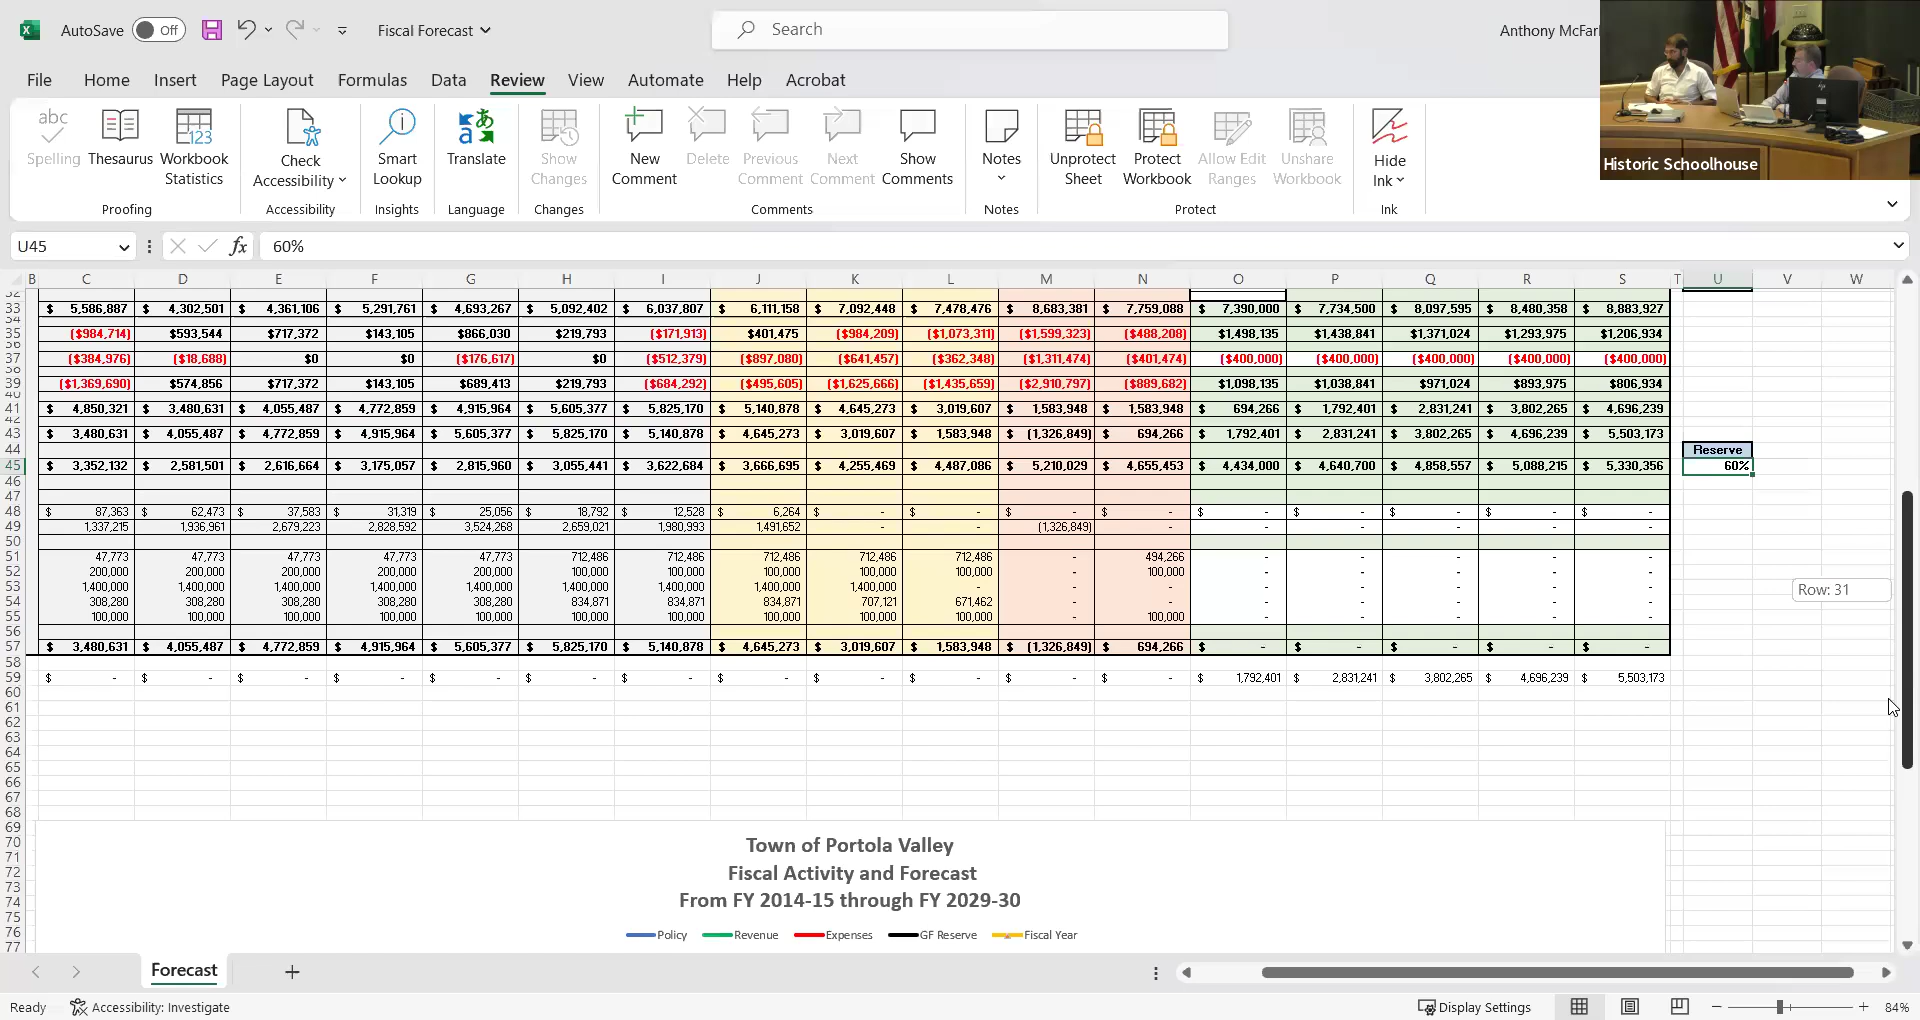 AutoSave Off Fiscal Forecast Search Anthony McFarl
File Home Insert Page Layout Formulas Data Review View Automate Help Acrobat
Spelling Thesaurus Workbook Statistics Check Accessibility Smart Lookup Translate Show Changes New Comment Delete Previous Comment Next Comment Show Comments Notes Unprotect Sheet Protect Workbook Allow Edit Ranges Unshare Workbook Hide Ink
Proofing Accessibility Insights Language Changes Comments Notes Protect Ink
Historic Schoolhouse
U45 fx 60%
B C D E F G H I J K L M N O P Q R S T U V W
33 $ 5,586,887 $ 4,302,501 $ 4,361,106 $ 5,291,761 $ 4,693,267 $ 5,092,402 $ 6,037,807 $ 6,111,158 $ 7,092,448 $ 7,478,476 $ 8,683,381 $ 7,759,088 $ 7,390,000 $ 7,734,500 $ 8,097,595 $ 8,480,358 $ 8,883,927
34
35 ($984,714) $593,544 $717,372 $143,105 $866,030 $219,793 ($171,913) $401,475 ($984,209) ($1,073,311) ($1,599,323) ($488,208) $1,498,135 $1,438,841 $1,371,024 $1,293,975 $1,206,934
36
37 ($384,976) ($18,688) $0 $0 ($176,617) $0 ($512,379) ($897,080) ($641,457) ($362,348) ($1,311,474) ($401,474) ($400,000) ($400,000) ($400,000) ($400,000) ($400,000)
38
39 ($1,369,690) $574,856 $717,372 $143,105 $689,413 $219,793 ($684,292) ($495,605) ($1,625,666) ($1,435,659) ($2,910,797) ($889,682) $1,098,135 $1,038,841 $971,024 $893,975 $806,934
40
41 $ 4,850,321 $ 3,480,631 $ 4,055,487 $ 4,772,859 $ 4,915,964 $ 5,605,377 $ 5,825,170 $ 5,140,878 $ 4,645,273 $ 3,019,607 $ 1,583,948 $ 1,583,948 $ 694,266 $ 1,792,401 $ 2,831,241 $ 3,802,265 $ 4,696,239
42
43 $ 3,480,631 $ 4,055,487 $ 4,772,859 $ 4,915,964 $ 5,605,377 $ 5,825,170 $ 5,140,878 $ 4,645,273 $ 3,019,607 $ 1,583,948 $ (1,326,849) $ 694,266 $ 1,792,401 $ 2,831,241 $ 3,802,265 $ 4,696,239 $ 5,503,173
44 Reserve
45 $ 3,352,132 $ 2,581,501 $ 2,616,664 $ 3,175,057 $ 2,815,960 $ 3,055,441 $ 3,622,684 $ 3,666,695 $ 4,255,469 $ 4,487,086 $ 5,210,029 $ 4,655,453 $ 4,434,000 $ 4,640,700 $ 4,858,557 $ 5,088,215 $ 5,330,356 60%
46
47
48 $ 87,363 $ 62,473 $ 37,583 $ 31,319 $ 25,056 $ 18,792 $ 12,528 $ 6,264 $ - $ - $ - $ - $ - $ - $ - $ - $ -
49 1,337,215 1,936,961 2,679,223 2,828,592 3,524,268 2,659,021 1,980,993 1,491,652 - - (1,326,849) - - - - - -
50
51 47,773 47,773 47,773 47,773 47,773 712,486 712,486 712,486 712,486 712,486 - 494,266 - - - - -
52 200,000 200,000 200,000 200,000 200,000 100,000 100,000 100,000 100,000 100,000 - 100,000 - - - - -
53 1,400,000 1,400,000 1,400,000 1,400,000 1,400,000 1,400,000 1,400,000 1,400,000 1,400,000 - - - - - - - -
54 308,280 308,280 308,280 308,280 308,280 834,871 834,871 834,871 707,121 671,462 - - - - - - -
55 100,000 100,000 100,000 100,000 100,000 100,000 100,000 100,000 100,000 100,000 - 100,000 - - - - -
56
57 $ 3,480,631 $ 4,055,487 $ 4,772,859 $ 4,915,964 $ 5,605,377 $ 5,825,170 $ 5,140,878 $ 4,645,273 $ 3,019,607 $ 1,583,948 $ (1,326,849) $ 694,266 $ - $ - $ - $ - $ -
58
59 $ - $ - $ - $ - $ - $ - $ - $ - $ - $ - $ - $ - $ 1,792,401 $ 2,831,241 $ 3,802,265 $ 4,696,239 $ 5,503,173
Row: 31
60
61
62
63
64
65
66
67
68
69
70 Town of Portola Valley
71
72 Fiscal Activity and Forecast
73
74 From FY 2014-15 through FY 2029-30
75
76 Policy Revenue Expenses GF Reserve Fiscal Year
77
Forecast
Ready Accessibility: Investigate Display Settings 84%